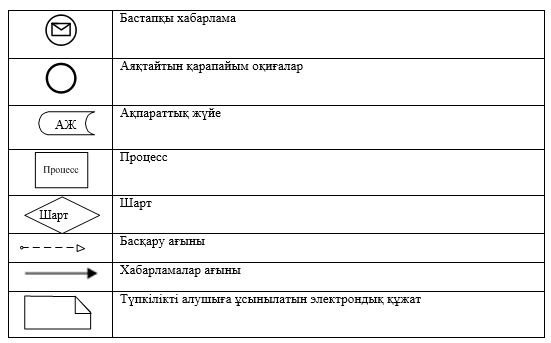 Бастапқы хабарлама
Аяқтайтын қарапайым оқиғалар
АЖ
Ақпараттық жүйе
Процесс
Процесс
Шарт
Шарт
Басқару ағыны
Хабарламалар ағыны
Түпкілікті алушыға ұсынылатын электрондық құжат